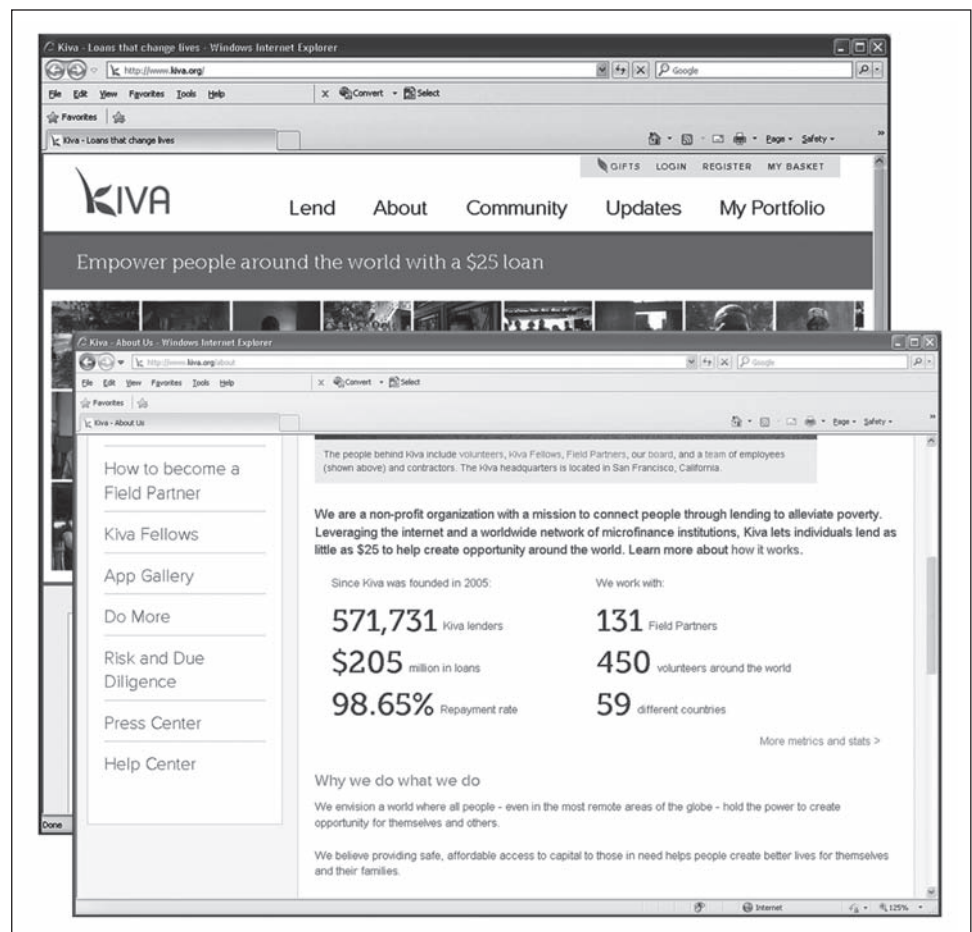 Kiva - Loans that change lives - Windows Internet Explorer
http://www.kiva.org/
Google
File Edit View Favorites Tools Help
x Convert Select
Favorites
Kiva - Loans that change lives
Page Safety
GIFTS LOGIN REGISTER MY BASKET
KIVA
Lend About Community Updates My Portfolio
Empower people around the world with a $25 loan
Kiva - About Us - Windows Internet Explorer
http://www.kiva.org/about
Google
File Edit View Favorites Tools Help
x Convert Select
Favorites
Kiva - About Us
Page Safety
How to become a
Field Partner
Kiva Fellows
App Gallery
Do More
Risk and Due
Diligence
Press Center
Help Center
The people behind Kiva include volunteers, Kiva Fellows, Field Partners, our board, and a team of employees
(shown above) and contractors. The Kiva headquarters is located in San Francisco, California.
We are a non-profit organization with a mission to connect people through lending to alleviate poverty.
Leveraging the internet and a worldwide network of microfinance institutions, Kiva lets individuals lend as
little as $25 to help create opportunity around the world. Learn more about how it works.
Since Kiva was founded in 2005:
571,731 Kiva lenders
$205 million in loans
98.65% Repayment rate
We work with:
131 Field Partners
450 volunteers around the world
59 different countries
More metrics and stats >
Why we do what we do
We envision a world where all people - even in the most remote areas of the globe - hold the power to create
opportunity for themselves and others.
We believe providing safe, affordable access to capital to those in need helps people create better lives for themselves
and their families.
Done
Internet
125%